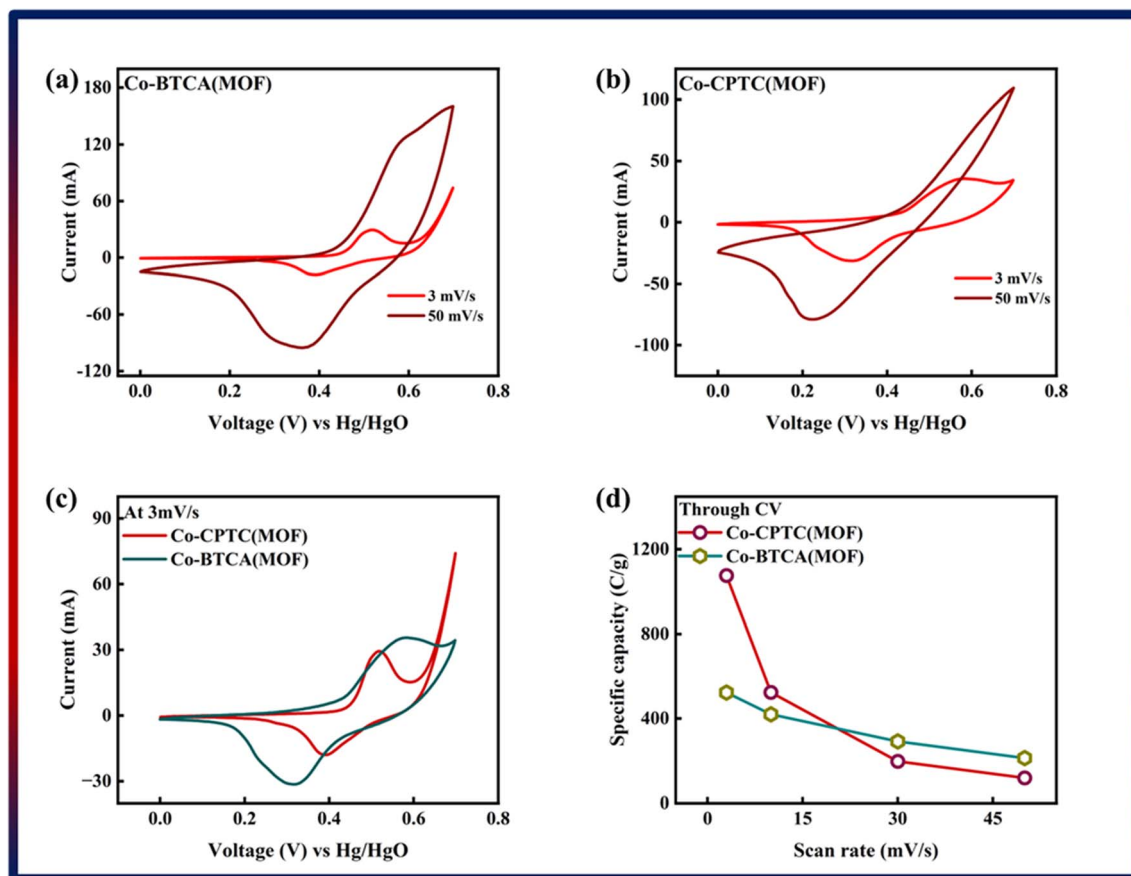 (a)
Co-BTCA(MOF)
180
120
60
0
-60
-120
Current (mA)
3 mV/s
50 mV/s
0.0 0.2 0.4 0.6 0.8
Voltage (V) vs Hg/HgO
(b)
Co-CPTC(MOF)
100
50
0
-50
-100
Current (mA)
3 mV/s
50 mV/s
0.0 0.2 0.4 0.6 0.8
Voltage (V) vs Hg/HgO
(c)
At 3mV/s
Co-CPTC(MOF)
Co-BTCA(MOF)
90
60
30
0
−30
Current (mA)
0.0 0.2 0.4 0.6 0.8
Voltage (V) vs Hg/HgO
(d)
Through CV
Co-CPTC(MOF)
Co-BTCA(MOF)
1200
800
400
0
Specific capacity (C/g)
0 15 30 45
Scan rate (mV/s)